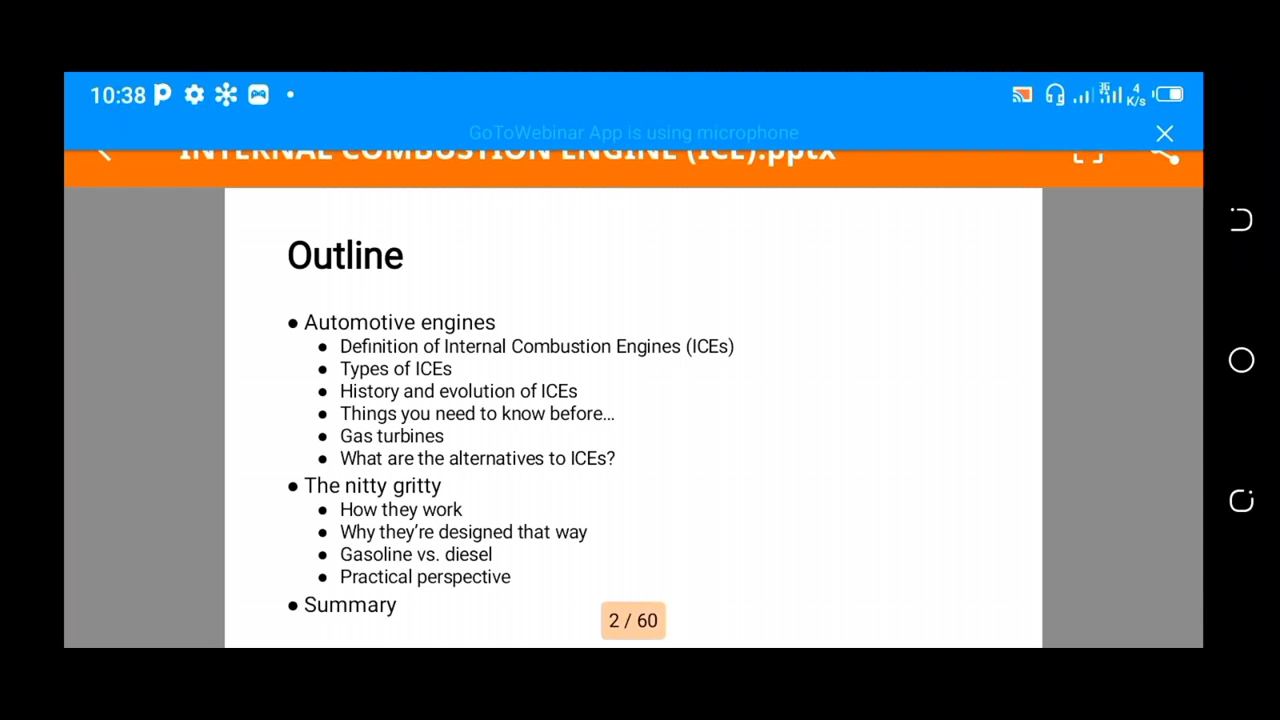 10:38
4
K/s
GoToWebinar App is using microphone
INTERNAL COMBUSTION ENGINE (ICE).pptx
Outline
● Automotive engines
● Definition of Internal Combustion Engines (ICEs)
● Types of ICEs
● History and evolution of ICEs
● Things you need to know before...
● Gas turbines
● What are the alternatives to ICEs?
● The nitty gritty
● How they work
● Why they're designed that way
● Gasoline vs. diesel
● Practical perspective
● Summary
2 / 60